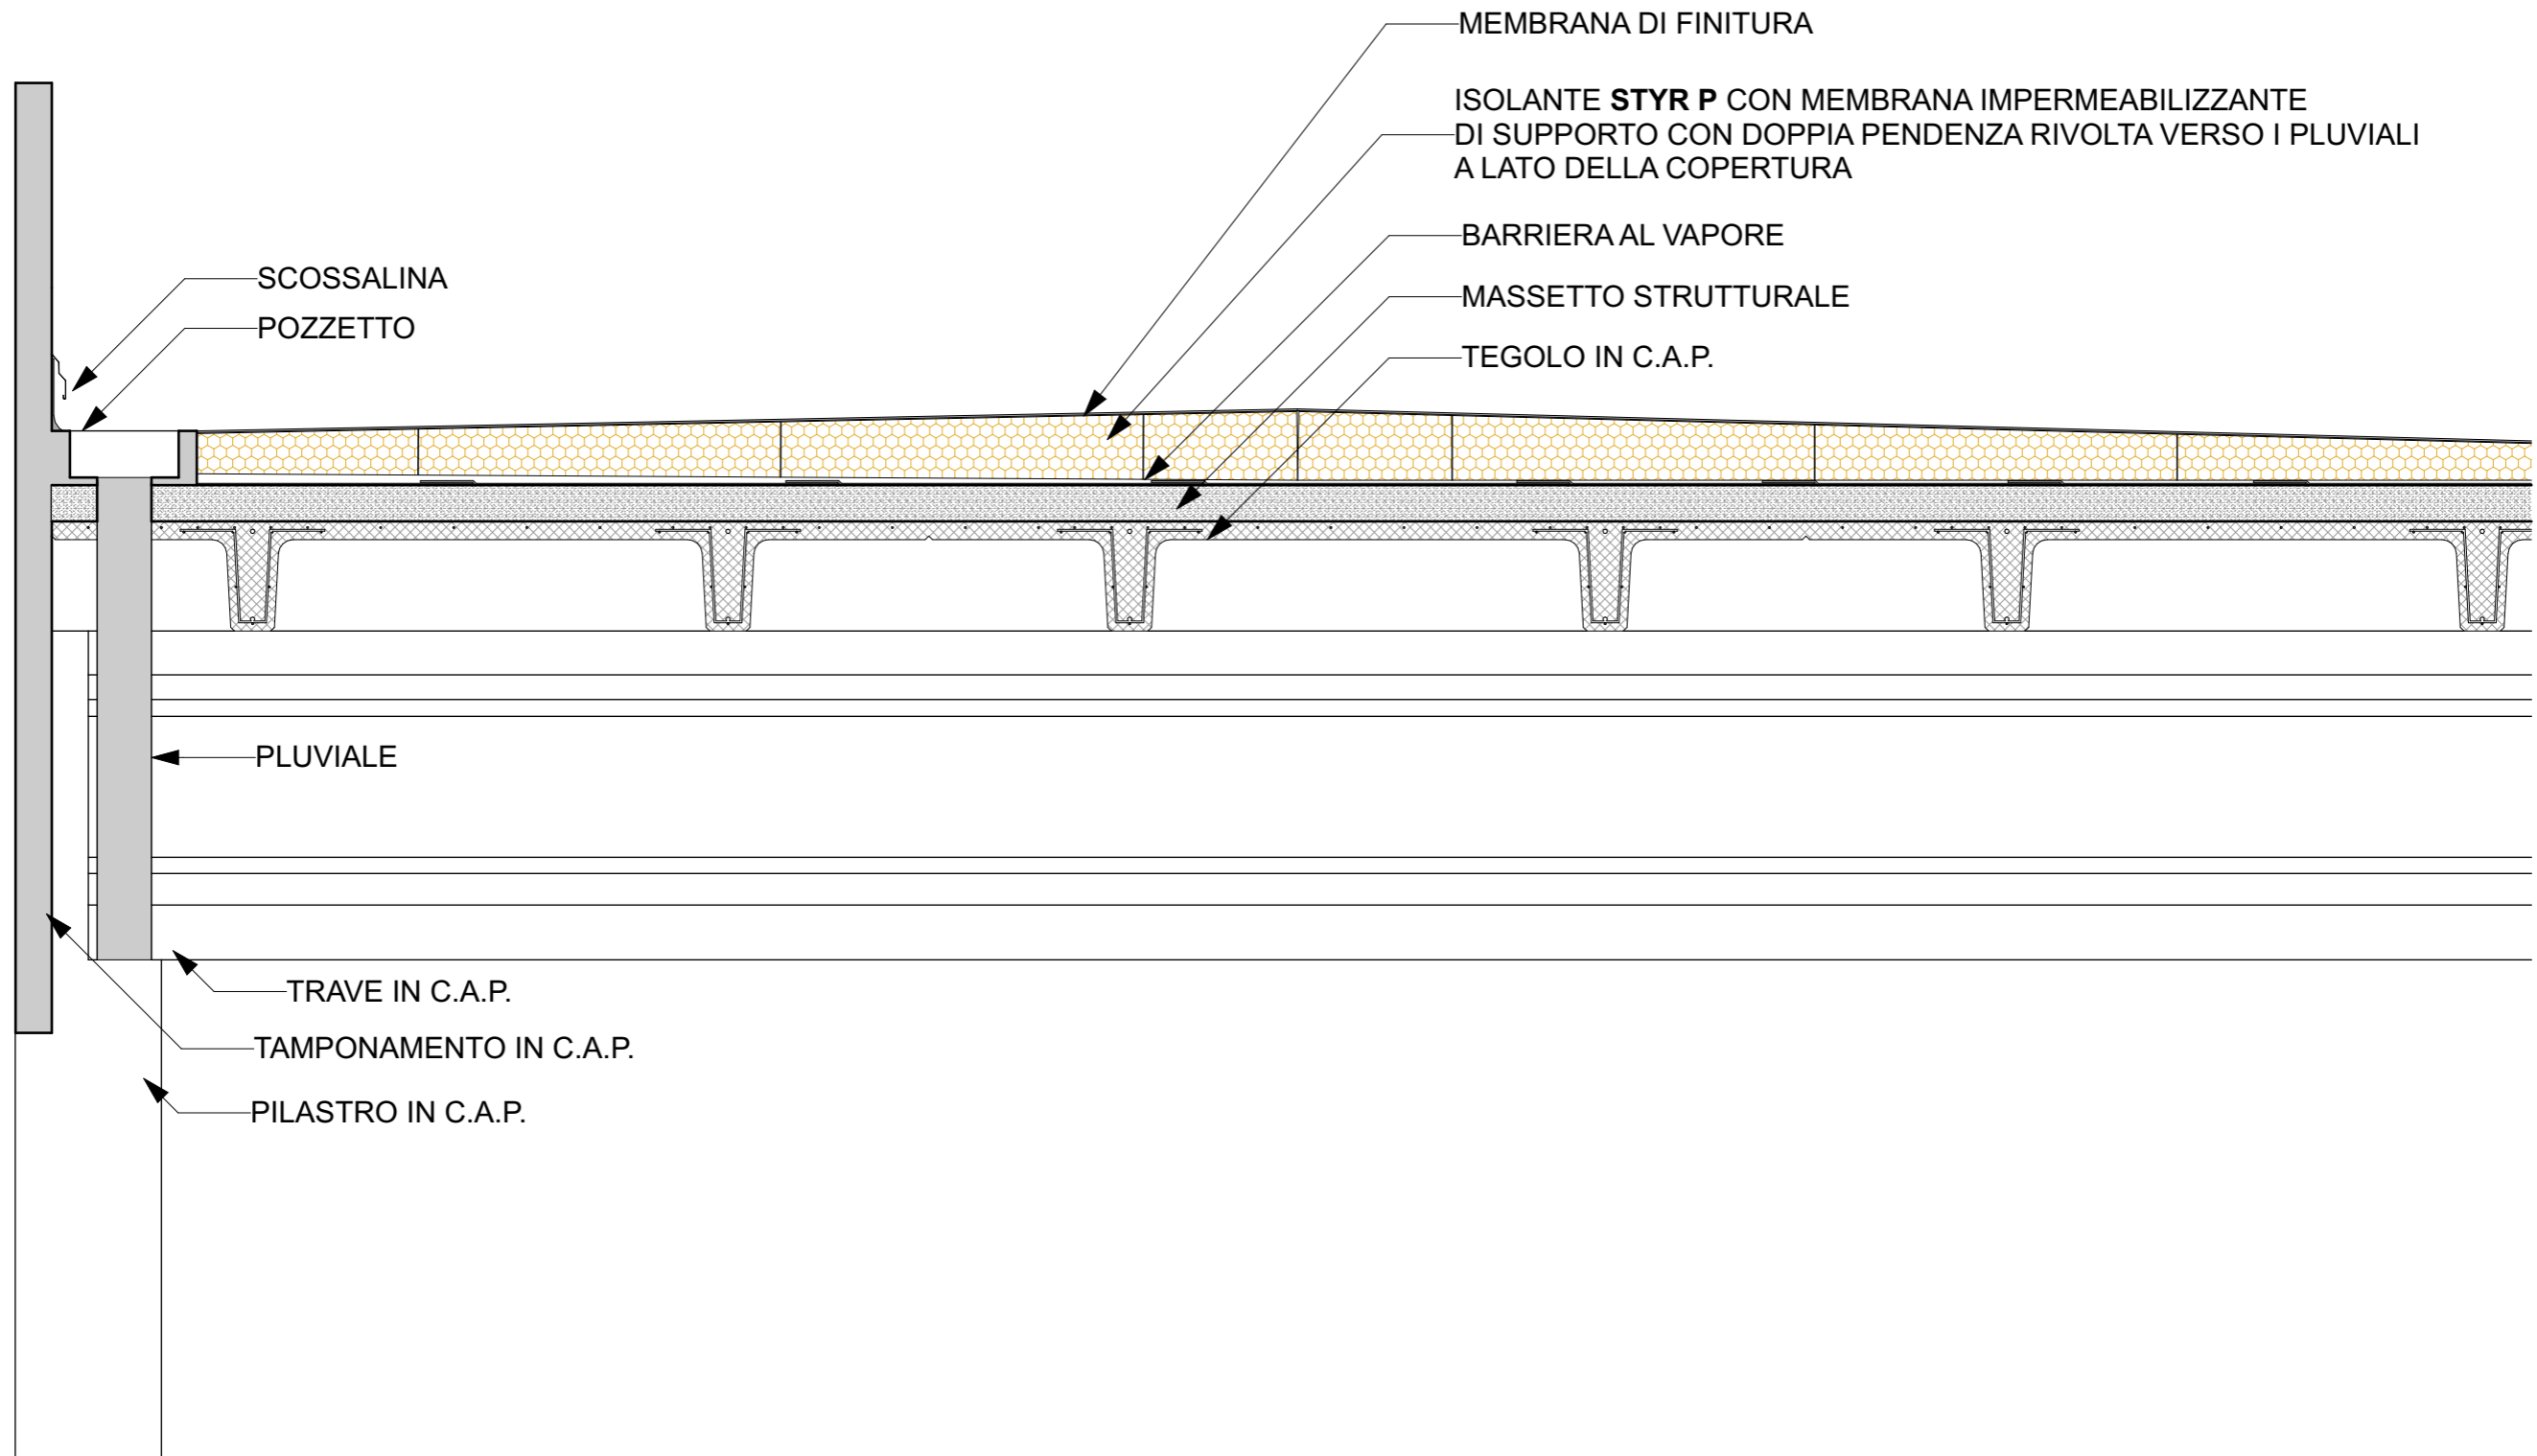 MEMBRANA DI FINITURA
ISOLANTE STYR P CON MEMBRANA IMPERMEABILIZZANTE
DI SUPPORTO CON DOPPIA PENDENZA RIVOLTA VERSO I PLUVIALI
A LATO DELLA COPERTURA
BARRIERA AL VAPORE
SCOSSALINA
MASSETTO STRUTTURALE
POZZETTO
TEGOLO IN C.A.P.
PLUVIALE
TRAVE IN C.A.P.
TAMPONAMENTO IN C.A.P.
PILASTRO IN C.A.P.